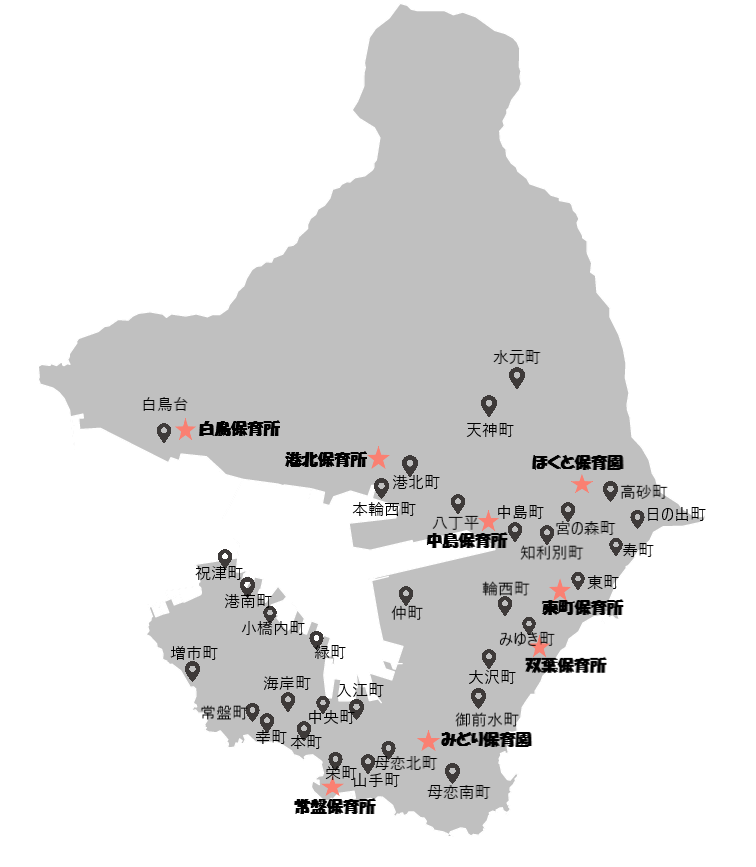 水元町
白鳥台
天神町
白鳥保育所
港北保育所
ほくと保育園
港北町
高砂町
本輪西町
日の出町
中島町
八丁平
宮の森町
中島保育所
知利別町
寿町
祝津町
東町
輪西町
港南町
東町保育所
仲町
小橋内町
みゆき町
増市町
緑町
双葉保育所
大沢町
海岸町
入江町
常盤町
中央町
御前水町
幸町
本町
みどり保育園
母恋北町
栄町
山手町
母恋南町
常盤保育所